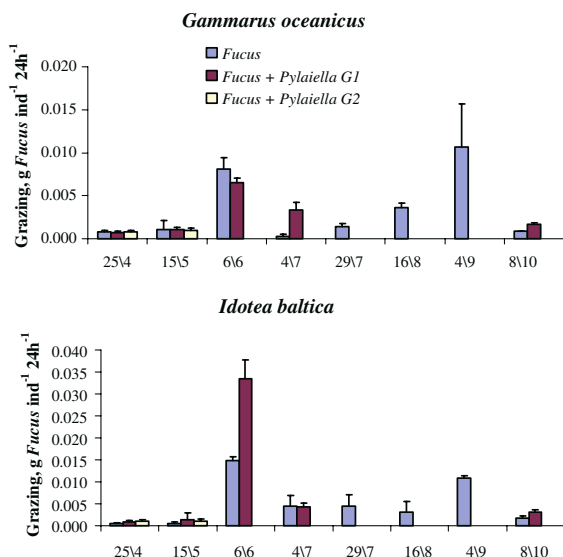 Gammarus oceanicus
Grazing, g Fucus ind⁻¹ 24h⁻¹
Fucus
Fucus + Pylaiella G1
Fucus + Pylaiella G2
0.020
0.015
0.010
0.005
0.000
25\4 15\5 6\6 4\7 29\7 16\8 4\9 8\10
Idotea baltica
Grazing, g Fucus ind⁻¹ 24h⁻¹
0.040
0.035
0.030
0.025
0.020
0.015
0.010
0.005
0.000
25\4 15\5 6\6 4\7 29\7 16\8 4\9 8\10